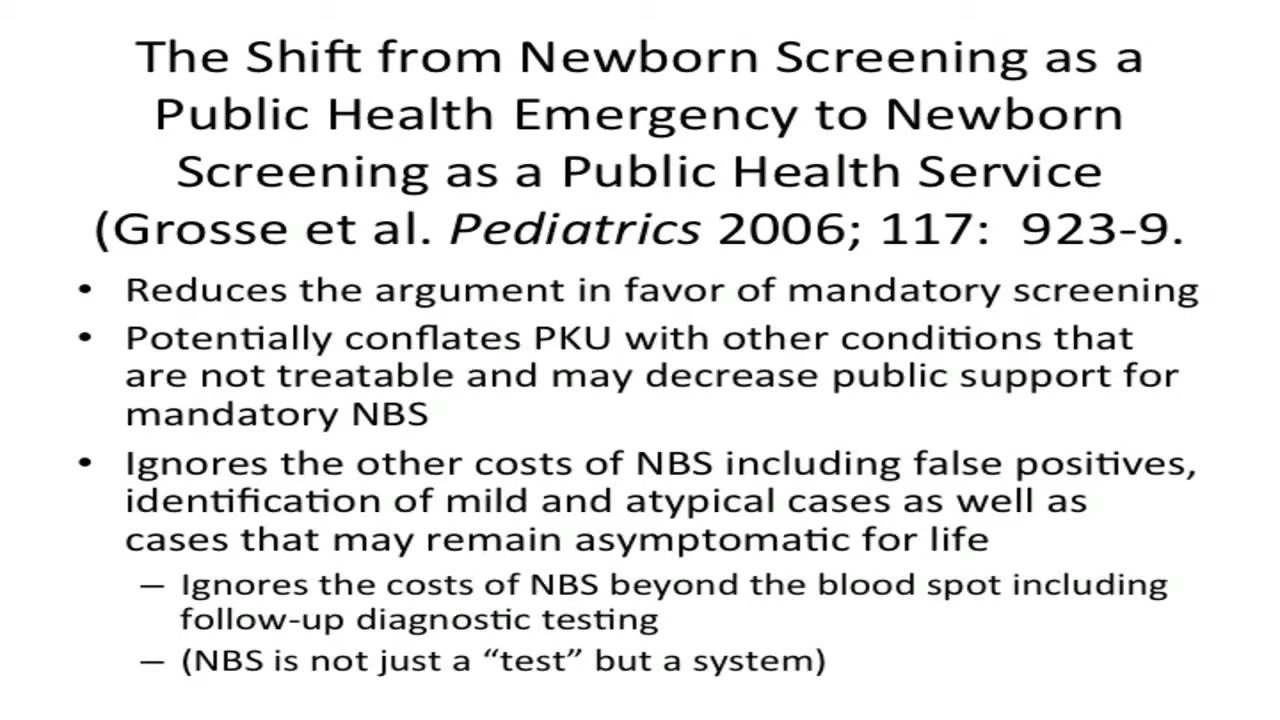 The Shift from Newborn Screening as a
Public Health Emergency to Newborn
Screening as a Public Health Service
(Grosse et al. Pediatrics 2006; 117:  923-9.
• Reduces the argument in favor of mandatory screening
• Potentially conflates PKU with other conditions that
are not treatable and may decrease public support for
mandatory NBS
• Ignores the other costs of NBS including false positives,
identification of mild and atypical cases as well as
cases that may remain asymptomatic for life
– Ignores the costs of NBS beyond the blood spot including
follow-up diagnostic testing
– (NBS is not just a “test” but a system)